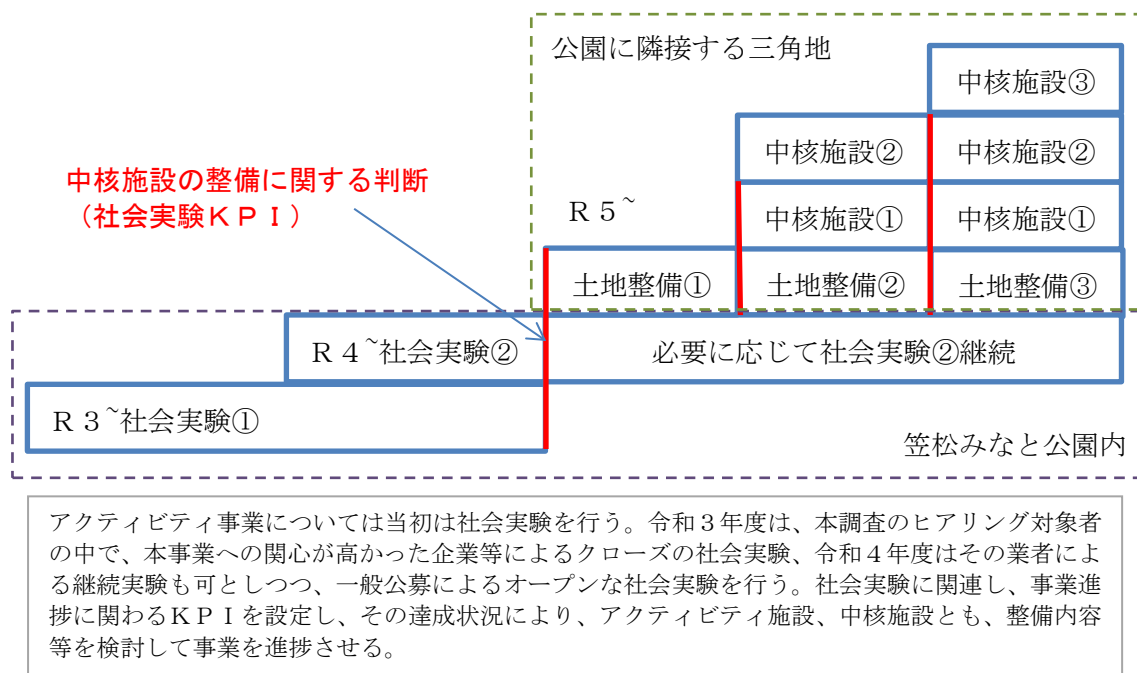 公園に隣接する三角地
中核施設③
中核施設②
中核施設②
中核施設の整備に関する判断
(社会実験KPI)
R5~
中核施設①
中核施設①
土地整備①
土地整備②
土地整備③
R4~社会実験②
必要に応じて社会実験②継続
R3~社会実験①
笠松みなと公園内
アクティビティ事業については当初は社会実験を行う。令和3年度は、本調査のヒアリング対象者
の中で、本事業への関心が高かった企業等によるクローズの社会実験、令和4年度はその業者によ
る継続実験も可としつつ、一般公募によるオープンな社会実験を行う。社会実験に関連し、事業進
捗に関わるKPIを設定し、その達成状況により、アクティビティ施設、中核施設とも、整備内容
等を検討して事業を進捗させる。